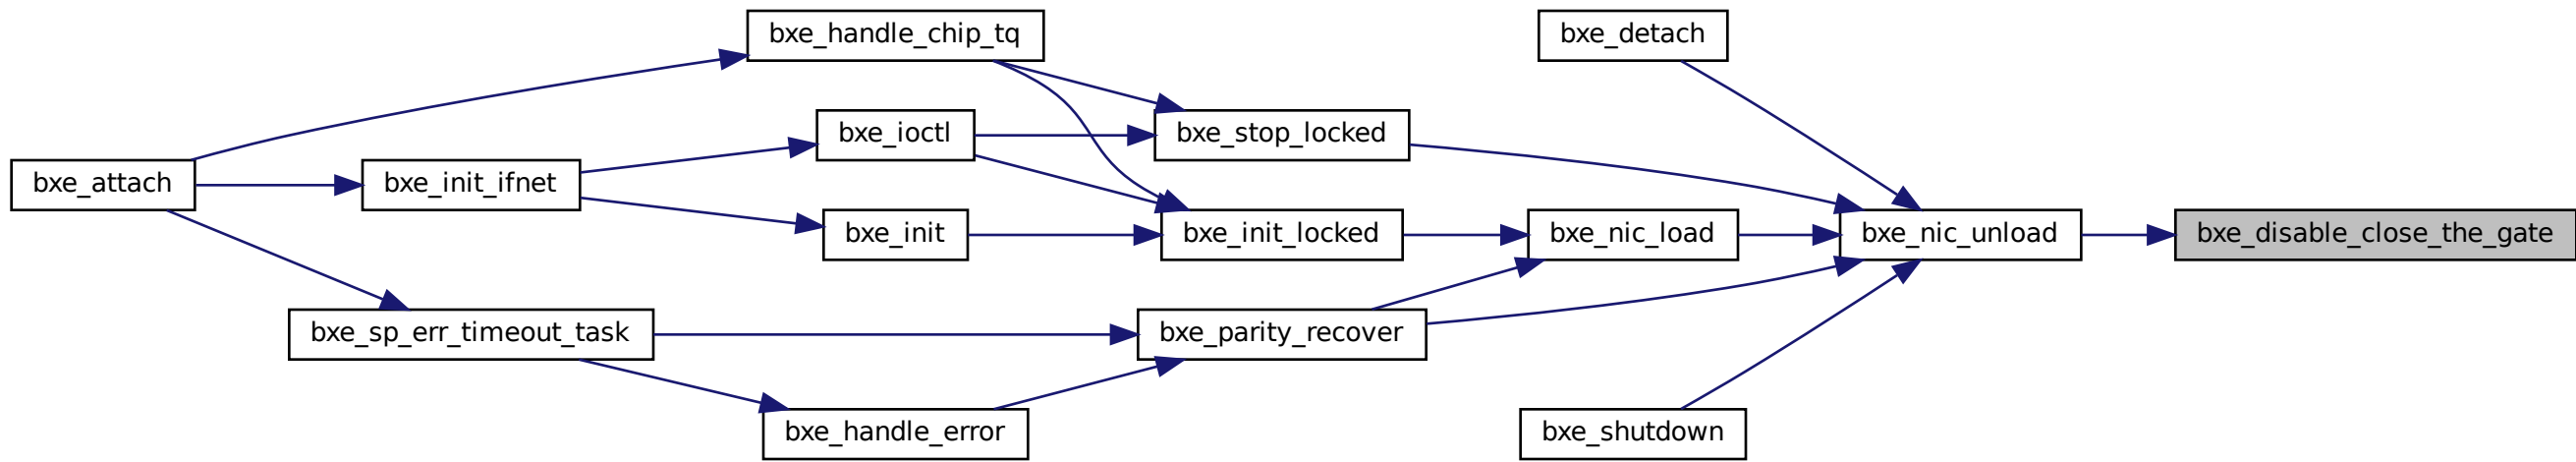 bxe_handle_chip_tq
bxe_detach
bxe_ioctl
bxe_stop_locked
bxe_attach
bxe_init_ifnet
bxe_init
bxe_init_locked
bxe_nic_load
bxe_nic_unload
bxe_disable_close_the_gate
bxe_sp_err_timeout_task
bxe_parity_recover
bxe_handle_error
bxe_shutdown